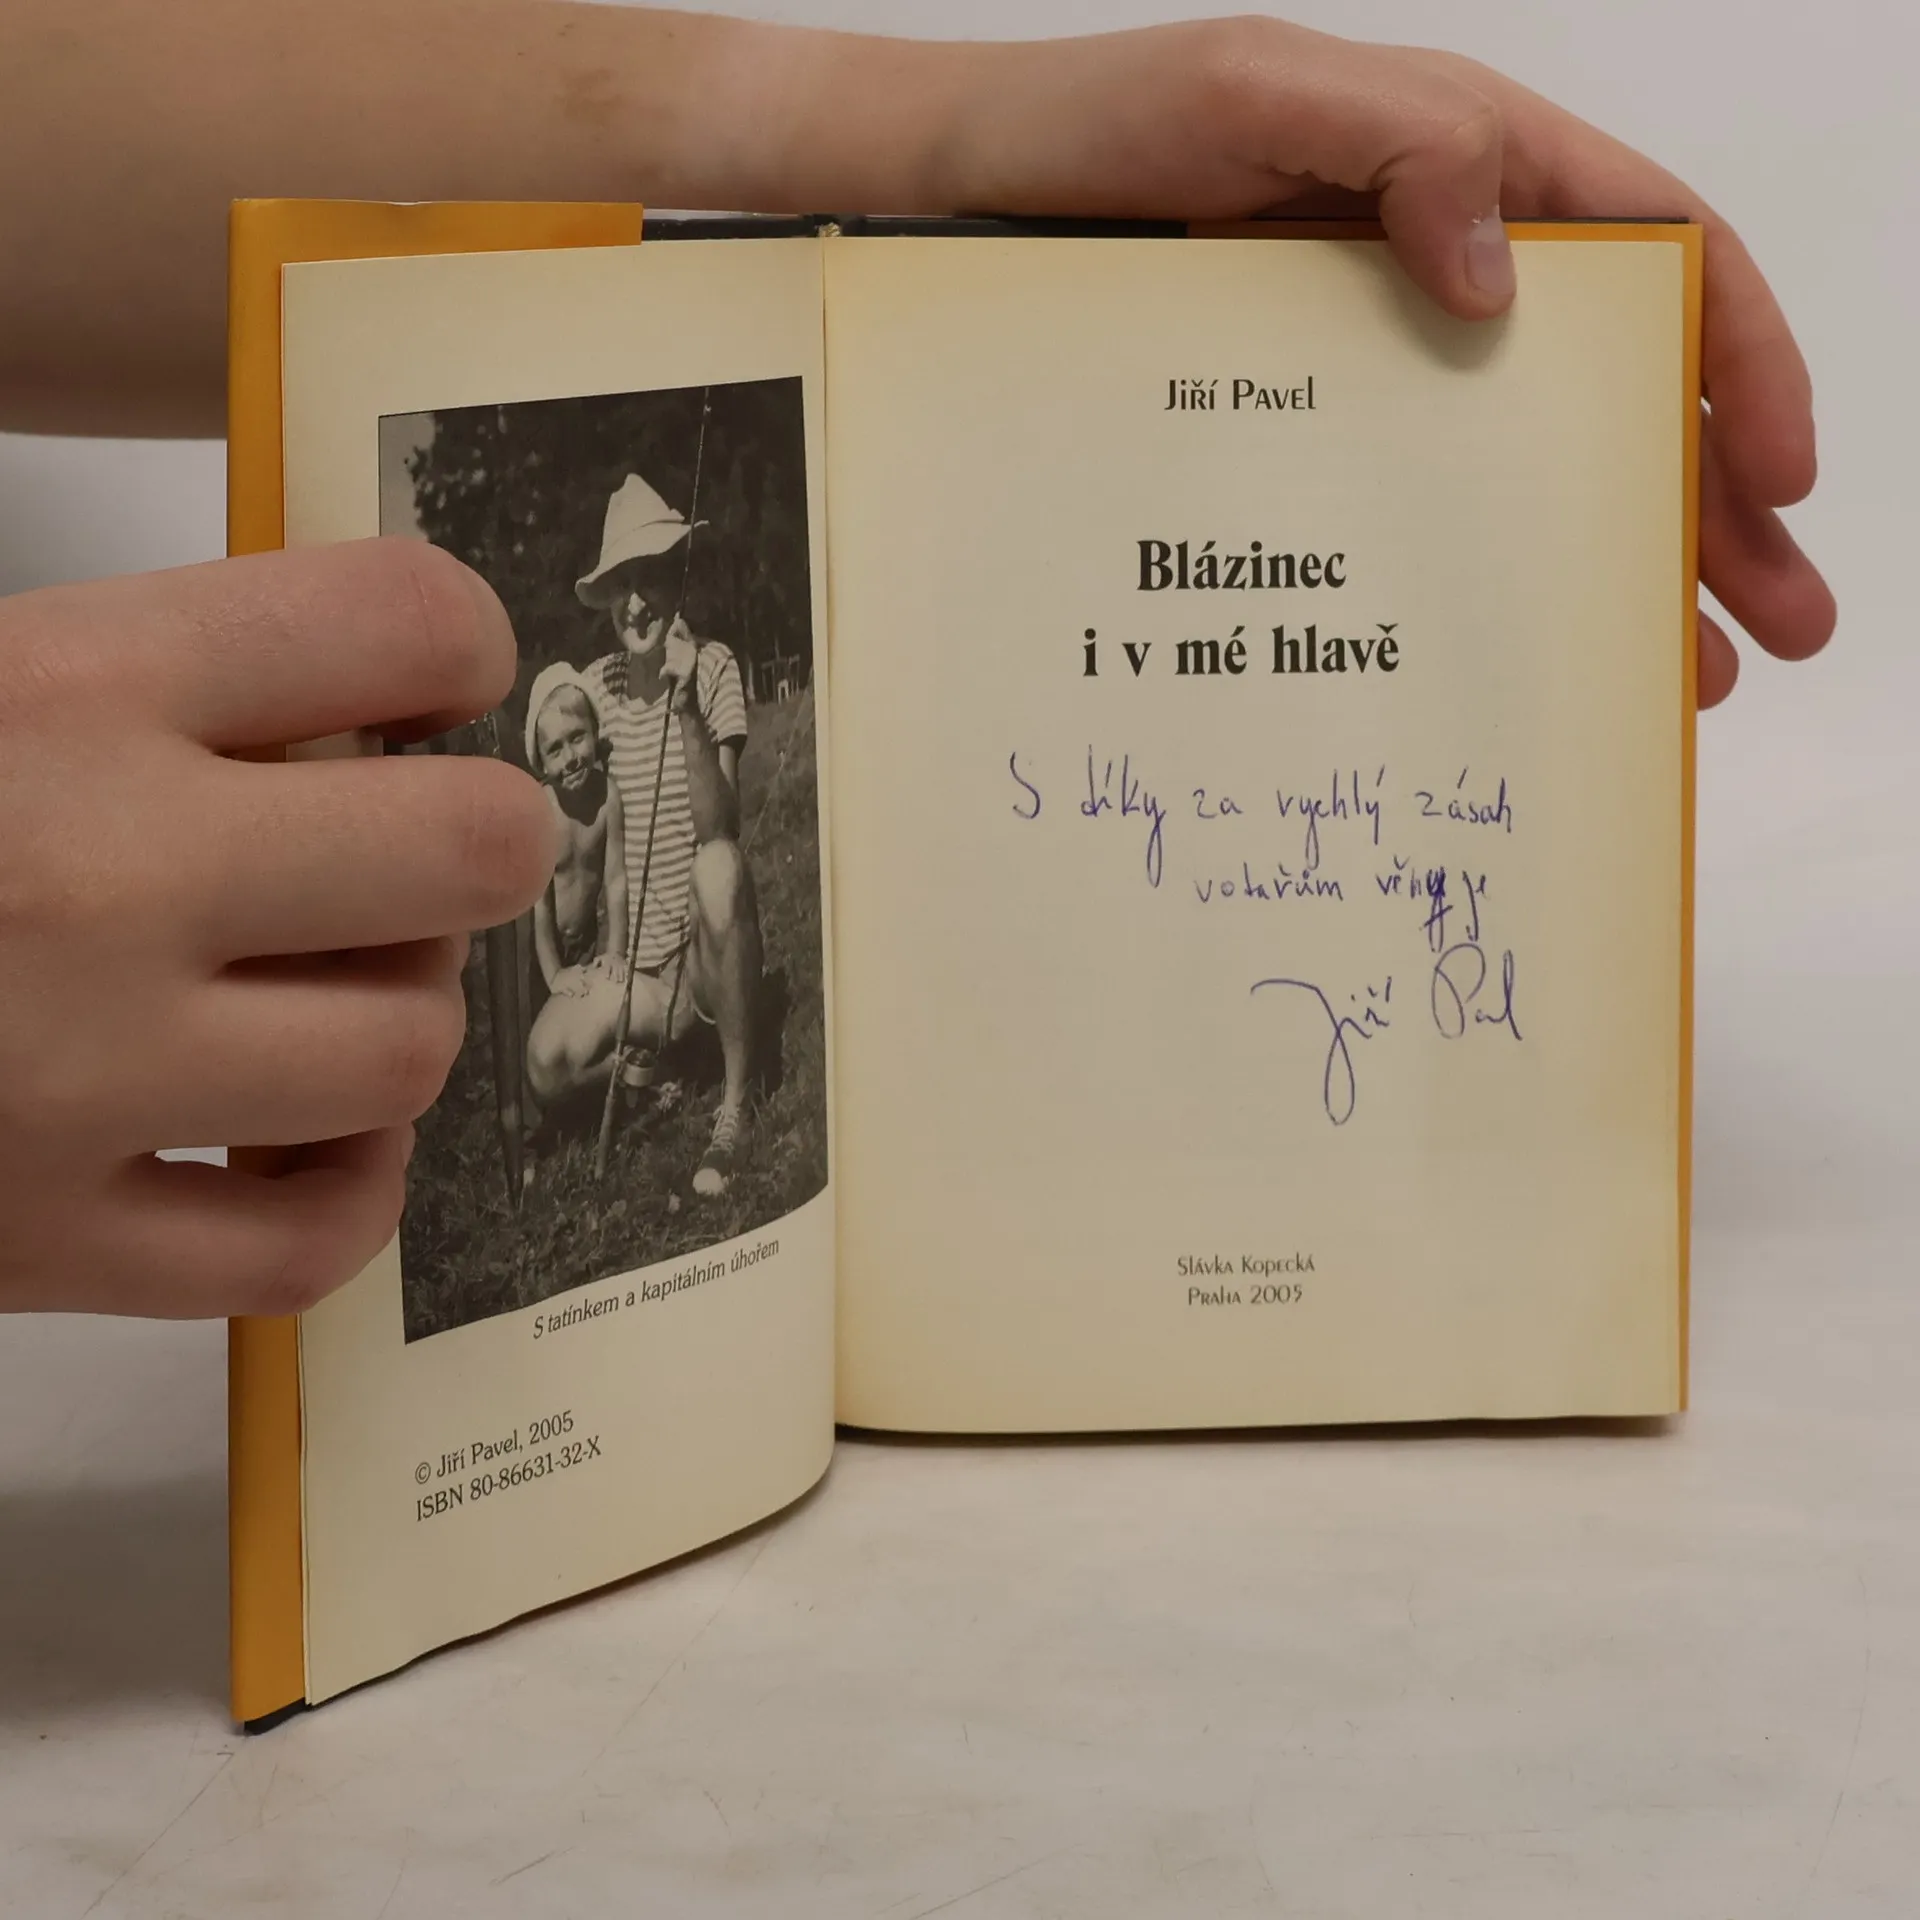 S tatínkem a kapitálním úhořem
© Jiří Pavel, 2005
ISBN 80-86631-32-X
Jiří Pavel
Blázinec
i v mé hlavě
S díky za rychlý zásah
věnuje
Jiří Pavel
Slávka Kopecká
Praha 2005